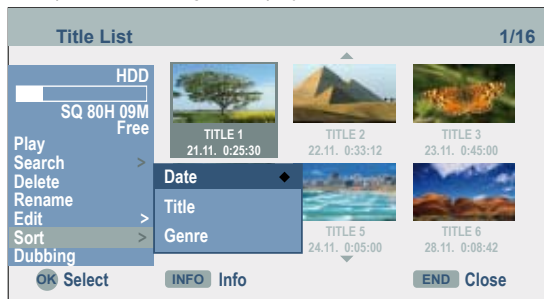 Title List 1/16
HDD
SQ 80H 09M
Free
Play
Search >
Delete
Rename
Edit >
Sort >
Dubbing
Date
Title
Genre
TITLE 1
21.11. 0:25:30
TITLE 2
22.11. 0:33:12
TITLE 3
23.11. 0:45:00
TITLE 5
24.11. 0:05:00
TITLE 6
28.11. 0:08:42
OK Select INFO Info END Close